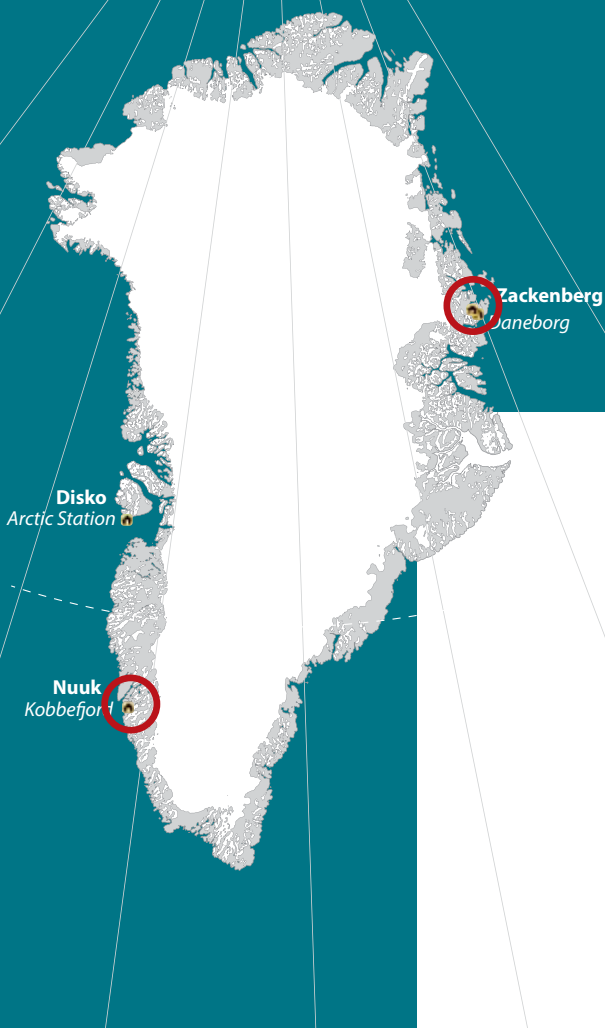 Zackenberg
Daneborg
Disko
Arctic Station
Nuuk
Kobbefjord